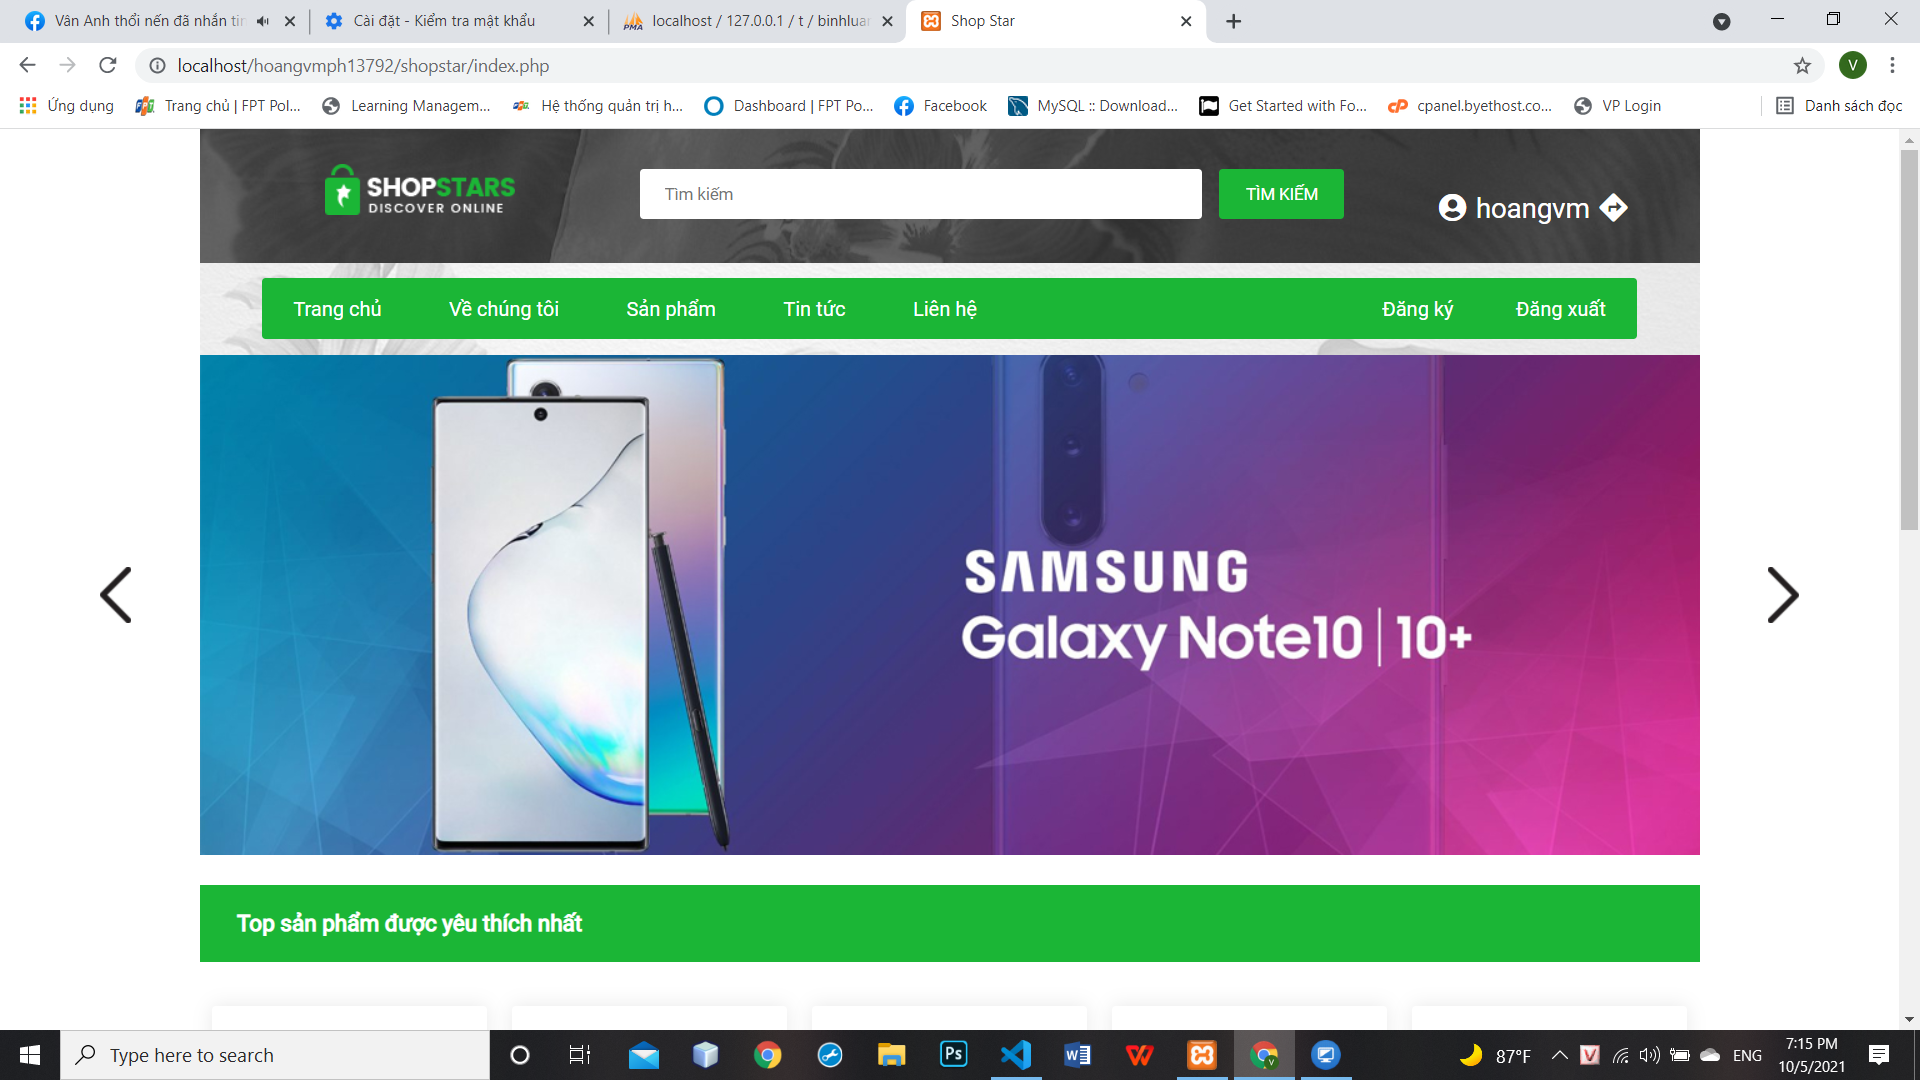 Vân Anh thổi nến đã nhắn tin
Cài đặt - Kiểm tra mật khẩu
localhost / 127.0.0.1 / t / binhluan
Shop Star
localhost/hoangvmph13792/shopstar/index.php
V
Ứng dụng
Trang chủ | FPT Pol...
Learning Managem...
Hệ thống quản trị h...
Dashboard | FPT Po...
Facebook
MySQL :: Download...
Get Started with Fo...
cpanel.byethost.co...
VP Login
Danh sách đọc
SHOPSTARS
DISCOVER ONLINE
Tìm kiếm
TÌM KIẾM
hoangvm
Trang chủ
Về chúng tôi
Sản phẩm
Tin tức
Liên hệ
Đăng ký
Đăng xuất
SAMSUNG
Galaxy Note10 | 10+
Top sản phẩm được yêu thích nhất
Type here to search
87°F
ENG
7:15 PM
10/5/2021